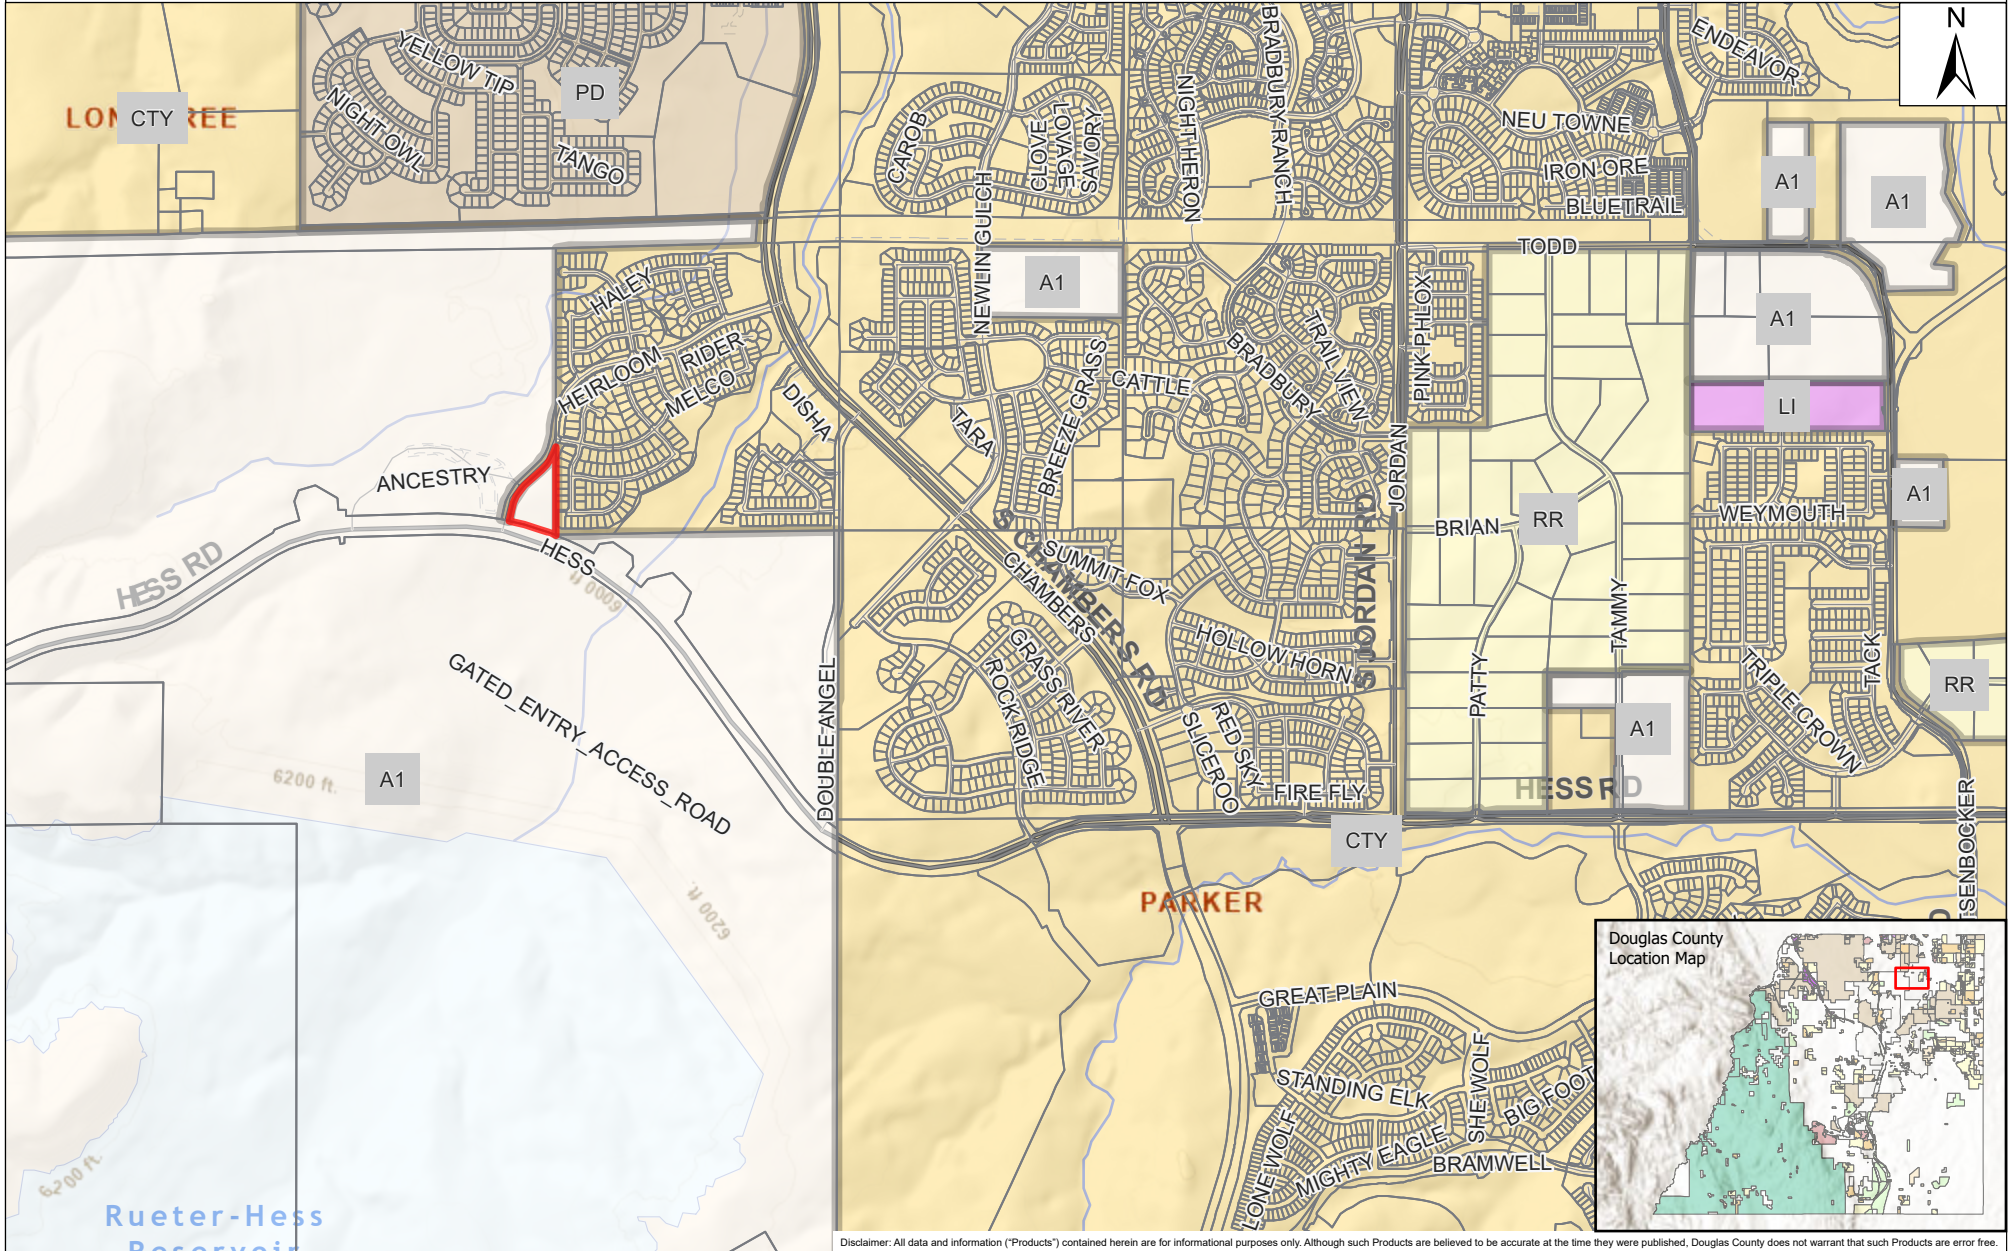 N
ENDEAVOR
YELLOW TIP
PD
NIGHT OWL
TANGO
CTY
CAROB
CLOVE
LOVAGE
SAVORY
NIGHT HERON
BRADBURY RANCH
NEU TOWNE
IRON ORE
BLUETRAIL
A1
A1
NEWLIN GULCH
TODD
A1
A1
HALEY
HEIRLOOM
RIDER
MELCO
DISHA
TARA
BREEZE GRASS
CATTLE
BRADBURY
TRAIL VIEW
PINK PHLOX
LI
JORDAN
ANCESTRY
HESS
HESS RD
6000 ft
BRIAN
RR
WEYMOUTH
A1
S CHAMBERS RD
CHAMBERS
SUMMIT FOX
S JORDAN RD
HOLLOW HORN
GRASS RIVER
ROCK RIDGE
SLICEROO
RED SKY
FIRE FLY
PATTY
TAMMY
TRIPLE CROWN
TACK
RR
A1
GATED_ENTRY_ACCESS_ROAD
DOUBLE ANGEL
A1
6200 ft.
6200 ft.
HESS RD
CTY
PARKER
GREAT PLAIN
STANDING ELK
SHE WOLF
BIG FOOT
LONE WOLF
MIGHTY EAGLE
BRAMWELL
6,200 ft.
Rueter-Hess
Reservoir
Douglas County
Location Map
Disclaimer: All data and information ("Products") contained herein are for informational purposes only. Although such Products are believed to be accurate at the time they were published, Douglas County does not warrant that such Products are error free.